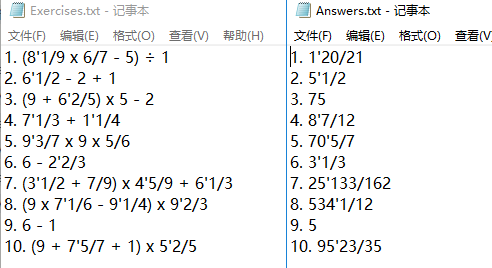 Exercises.txt - 记事本
文件(F) 编辑(E) 格式(O) 查看(V) 帮助(H)
1. (8'1/9 x 6/7 - 5) ÷ 1
2. 6'1/2 - 2 + 1
3. (9 + 6'2/5) x 5 - 2
4. 7'1/3 + 1'1/4
5. 9'3/7 x 9 x 5/6
6. 6 - 2'2/3
7. (3'1/2 + 7/9) x 4'5/9 + 6'1/3
8. (9 x 7'1/6 - 9'1/4) x 9'2/3
9. 6 - 1
10. (9 + 7'5/7 + 1) x 5'2/5
Answers.txt - 记事本
文件(F) 编辑(E) 格式(O) 查看(V)
1. 1'20/21
2. 5'1/2
3. 75
4. 8'7/12
5. 70'5/7
6. 3'1/3
7. 25'133/162
8. 534'1/12
9. 5
10. 95'23/35